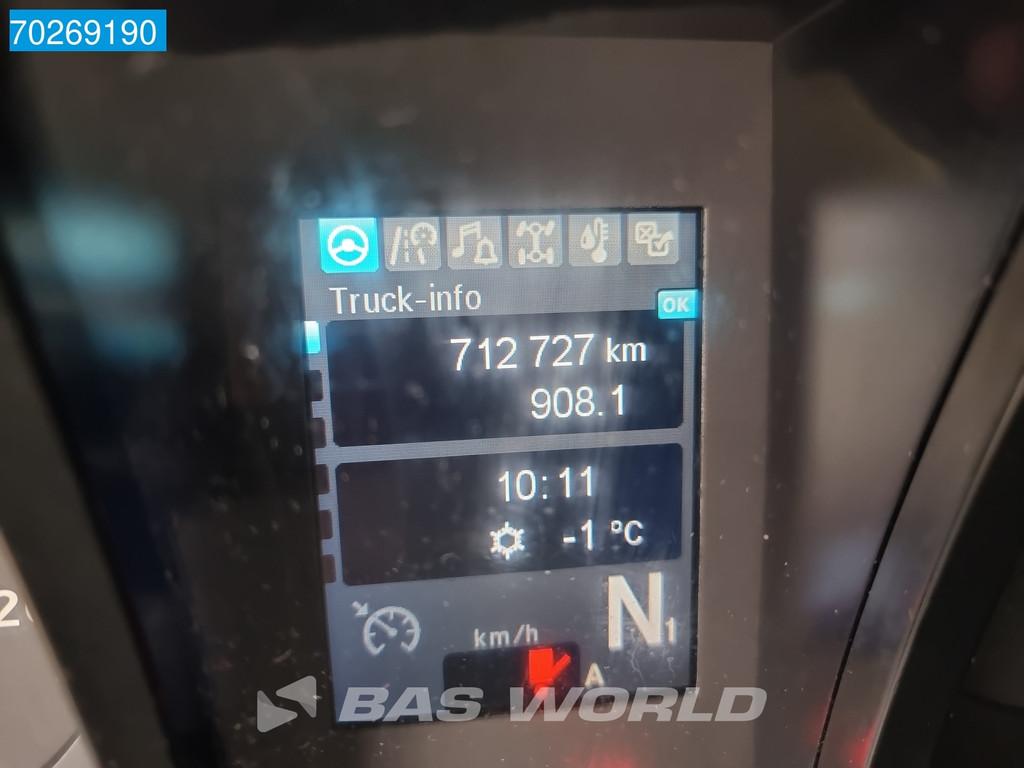 70269190
Truck-info
OK
712 727 km
908.1
10:11
-1 °C
N1
km/h
A
BAS WORLD